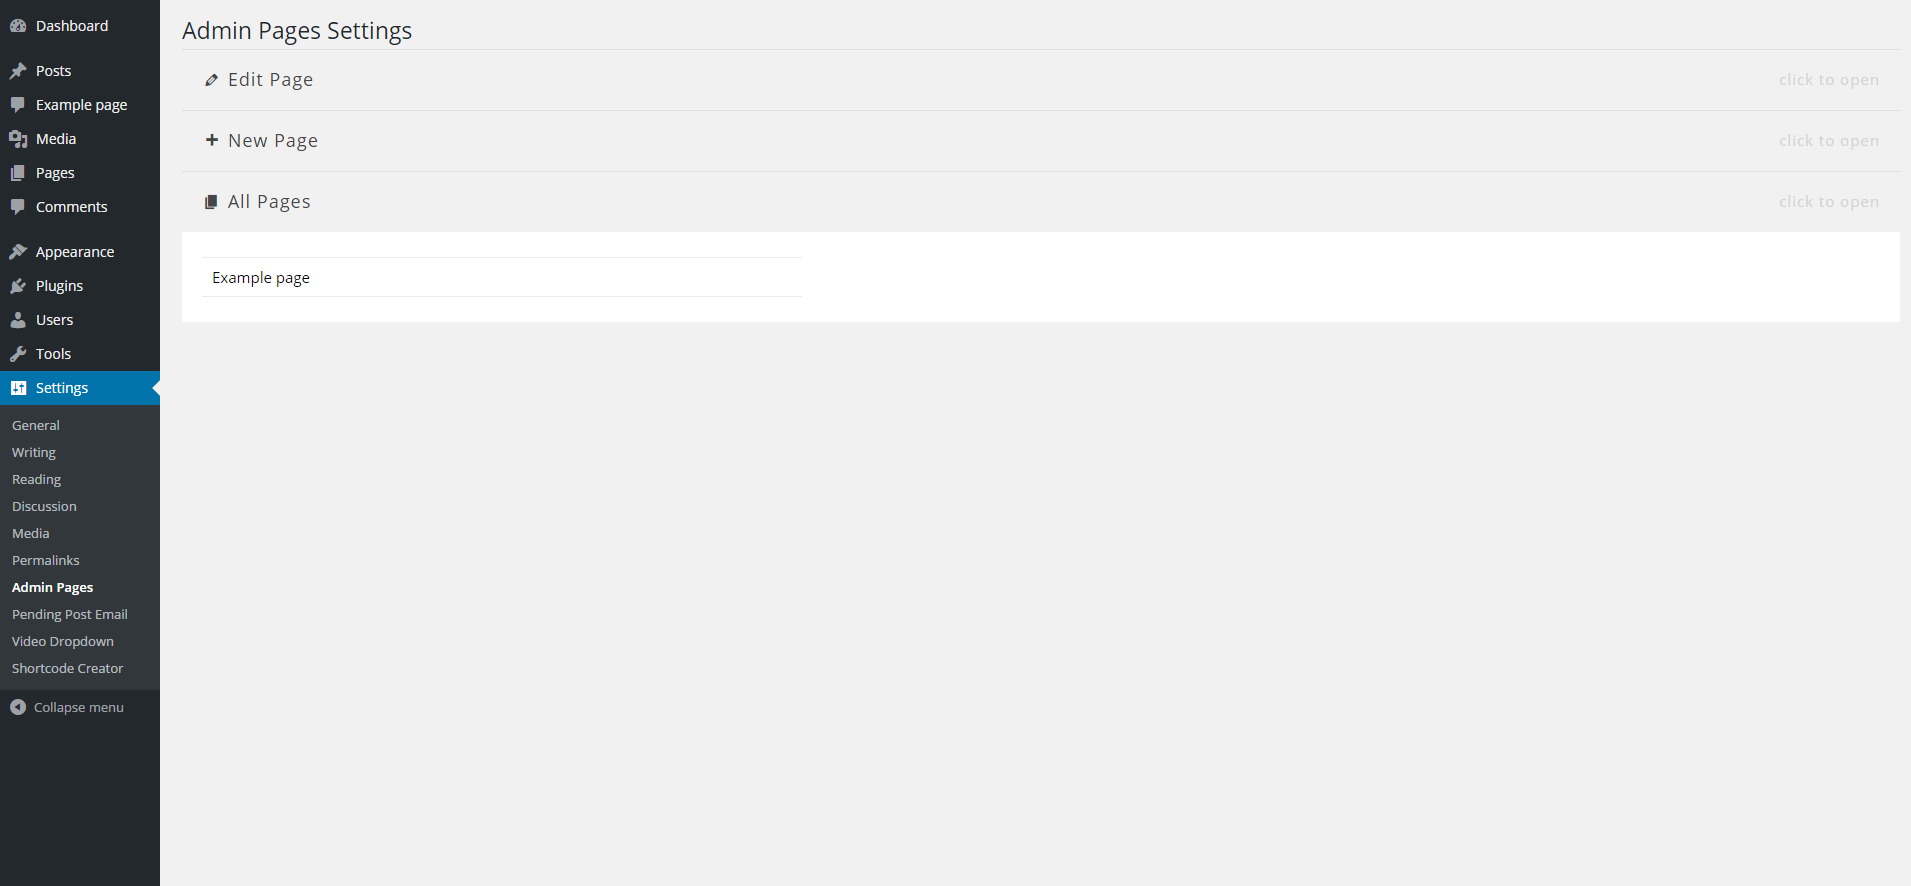 Dashboard
Posts
Example page
Media
Pages
Comments
Appearance
Plugins
Users
Tools
Settings
General
Writing
Reading
Discussion
Media
Permalinks
Admin Pages
Pending Post Email
Video Dropdown
Shortcode Creator
Collapse menu
Admin Pages Settings
Edit Page click to open
New Page click to open
All Pages click to open
Example page